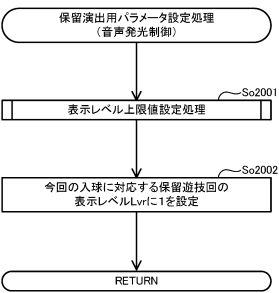 保留演出用パラメータ設定処理
(音声発光制御)
So2001
表示レベル上限値設定処理
So2002
今回の入球に対応する保留遊技回の
表示レベルLvrに1を設定
RETURN